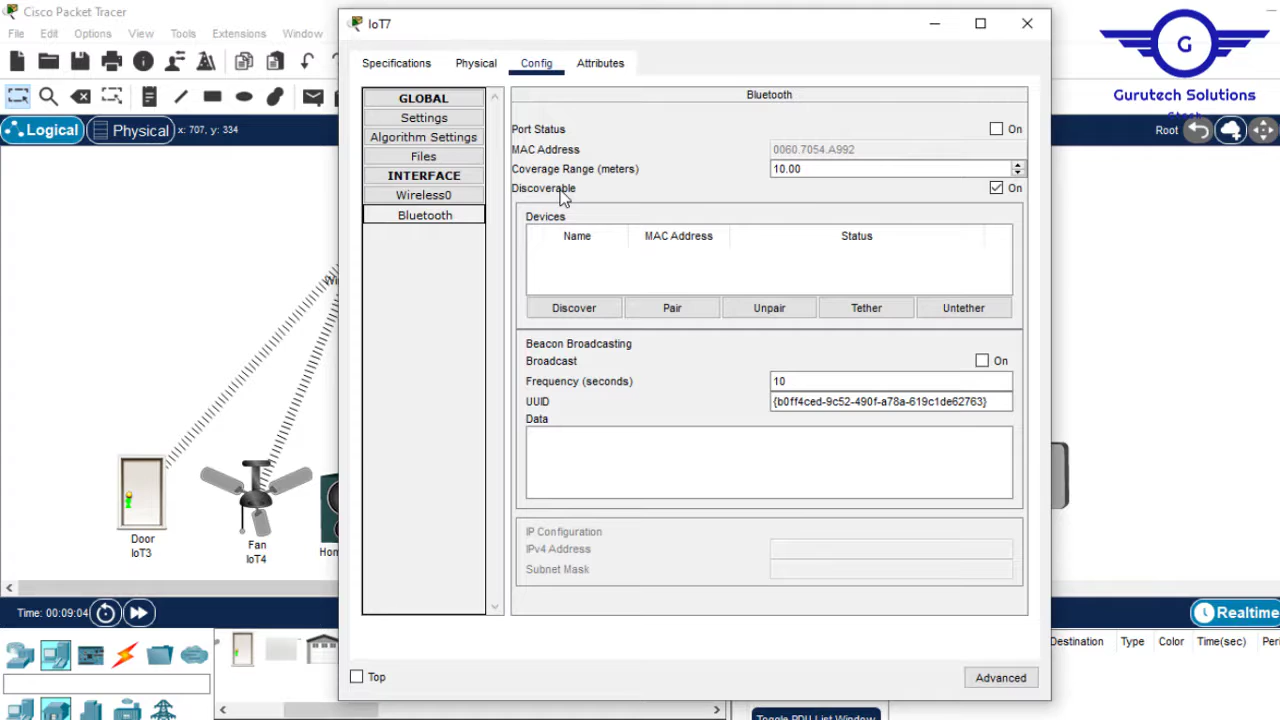 Cisco Packet Tracer
File Edit Options View Tools Extensions Window
Logical Physical x: 707, y: 334
IoT7
Specifications Physical Config Attributes
GLOBAL
Settings
Algorithm Settings
Files
INTERFACE
Wireless0
Bluetooth
Bluetooth
Port Status On
MAC Address 0060.7054.A992
Coverage Range (meters) 10.00
Discoverable On
Devices
Name MAC Address Status
Discover Pair Unpair Tether Untether
Beacon Broadcasting
Broadcast On
Frequency (seconds) 10
UUID {b0ff4ced-9c52-490f-a78a-619c1de62763}
Data
IP Configuration
IPv4 Address
Subnet Mask
Top Advanced
G
Gurutech Solutions
Root
Door
IoT3
Fan
IoT4
Time: 00:09:04
Realtime
Destination Type Color Time(sec)
Toggle PDU List Window